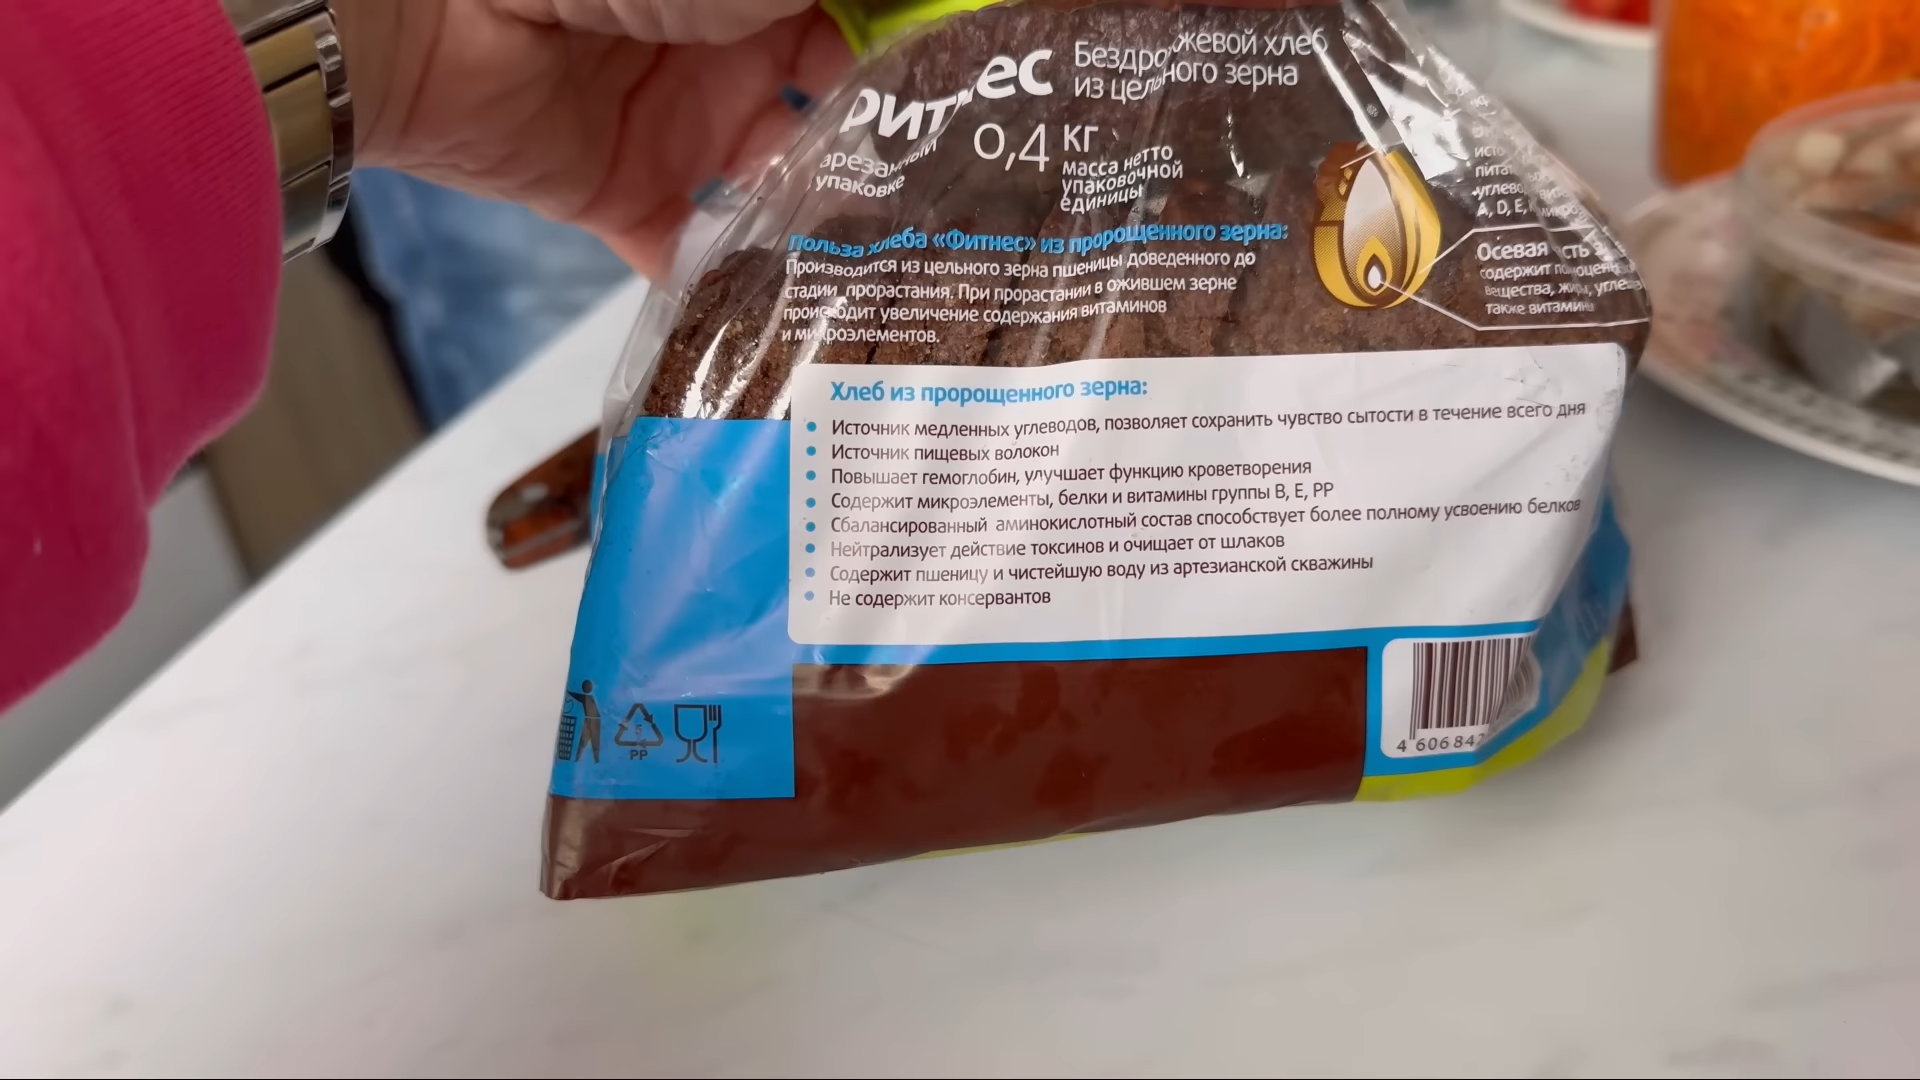 Бездрожжевой хлеб
из цельного зерна
0,4 кг
масса нетто
упаковочной
единицы
упаковке
Польза хлеба «Фитнес» из пророщенного зерна:
Производится из цельного зерна пшеницы доведенного до
стадии прорастания. При прорастании в ожившем зерне
происходит увеличение содержания витаминов
и микроэлементов.
A, D, E,
Осевая
содержит
вещества, жиры,
также витамины
Хлеб из пророщенного зерна:
• Источник медленных углеводов, позволяет сохранить чувство сытости в течение всего дня
• Источник пищевых волокон
• Повышает гемоглобин, улучшает функцию кроветворения
• Содержит микроэлементы, белки и витамины группы В, Е, РР
• Сбалансированный аминокислотный состав способствует более полному усвоению белков
• Нейтрализует действие токсинов и очищает от шлаков
• Содержит пшеницу и чистейшую воду из артезианской скважины
• Не содержит консервантов
5
PP
4 606842